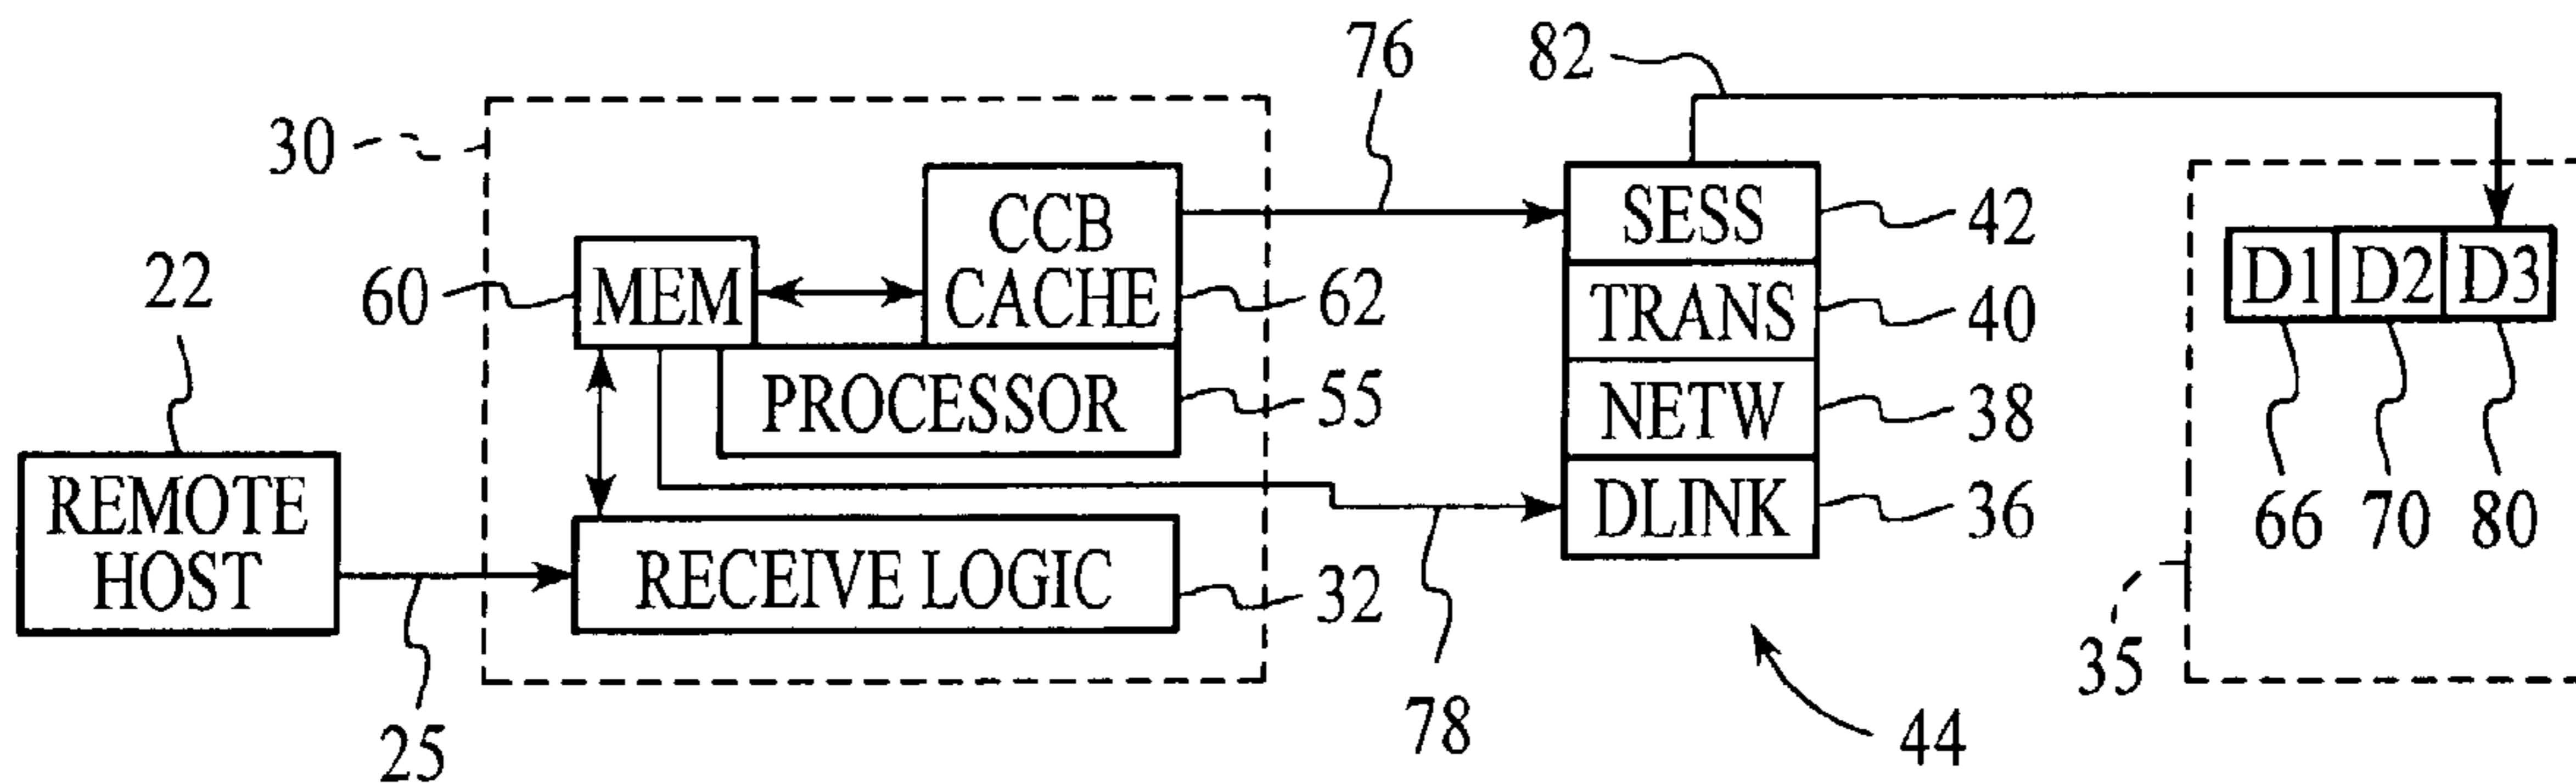 76
82
30
CCB
CACHE
SESS
42
22
60
MEM
62
TRANS
40
D1
D2
D3
PROCESSOR
55
NETW
38
REMOTE
HOST
DLINK
36
66
70
80
RECEIVE LOGIC
32
35
25
78
44